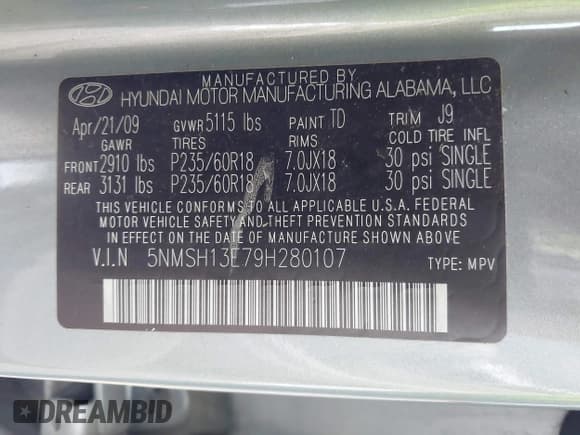 MANUFACTURED BY
HYUNDAI MOTOR MANUFACTURING ALABAMA, LLC
Apr/21/09 GVWR 5115 lbs PAINT TD TRIM J9
GAWR TIRES RIMS COLD TIRE INFL
FRONT 2910 lbs P235/60R18 7.0JX18 30 psi SINGLE
REAR 3131 lbs P235/60R18 7.0JX18 30 psi SINGLE
THIS VEHICLE CONFORMS TO ALL APPLICABLE U.S.A. FEDERAL
MOTOR VEHICLE SAFETY AND THEFT PREVENTION STANDARDS
IN EFFECT ON THE DATE OF MANUFACTURE SHOWN ABOVE
V.I.N 5NMSH13E79H280107 TYPE: MPV
DREAMBID